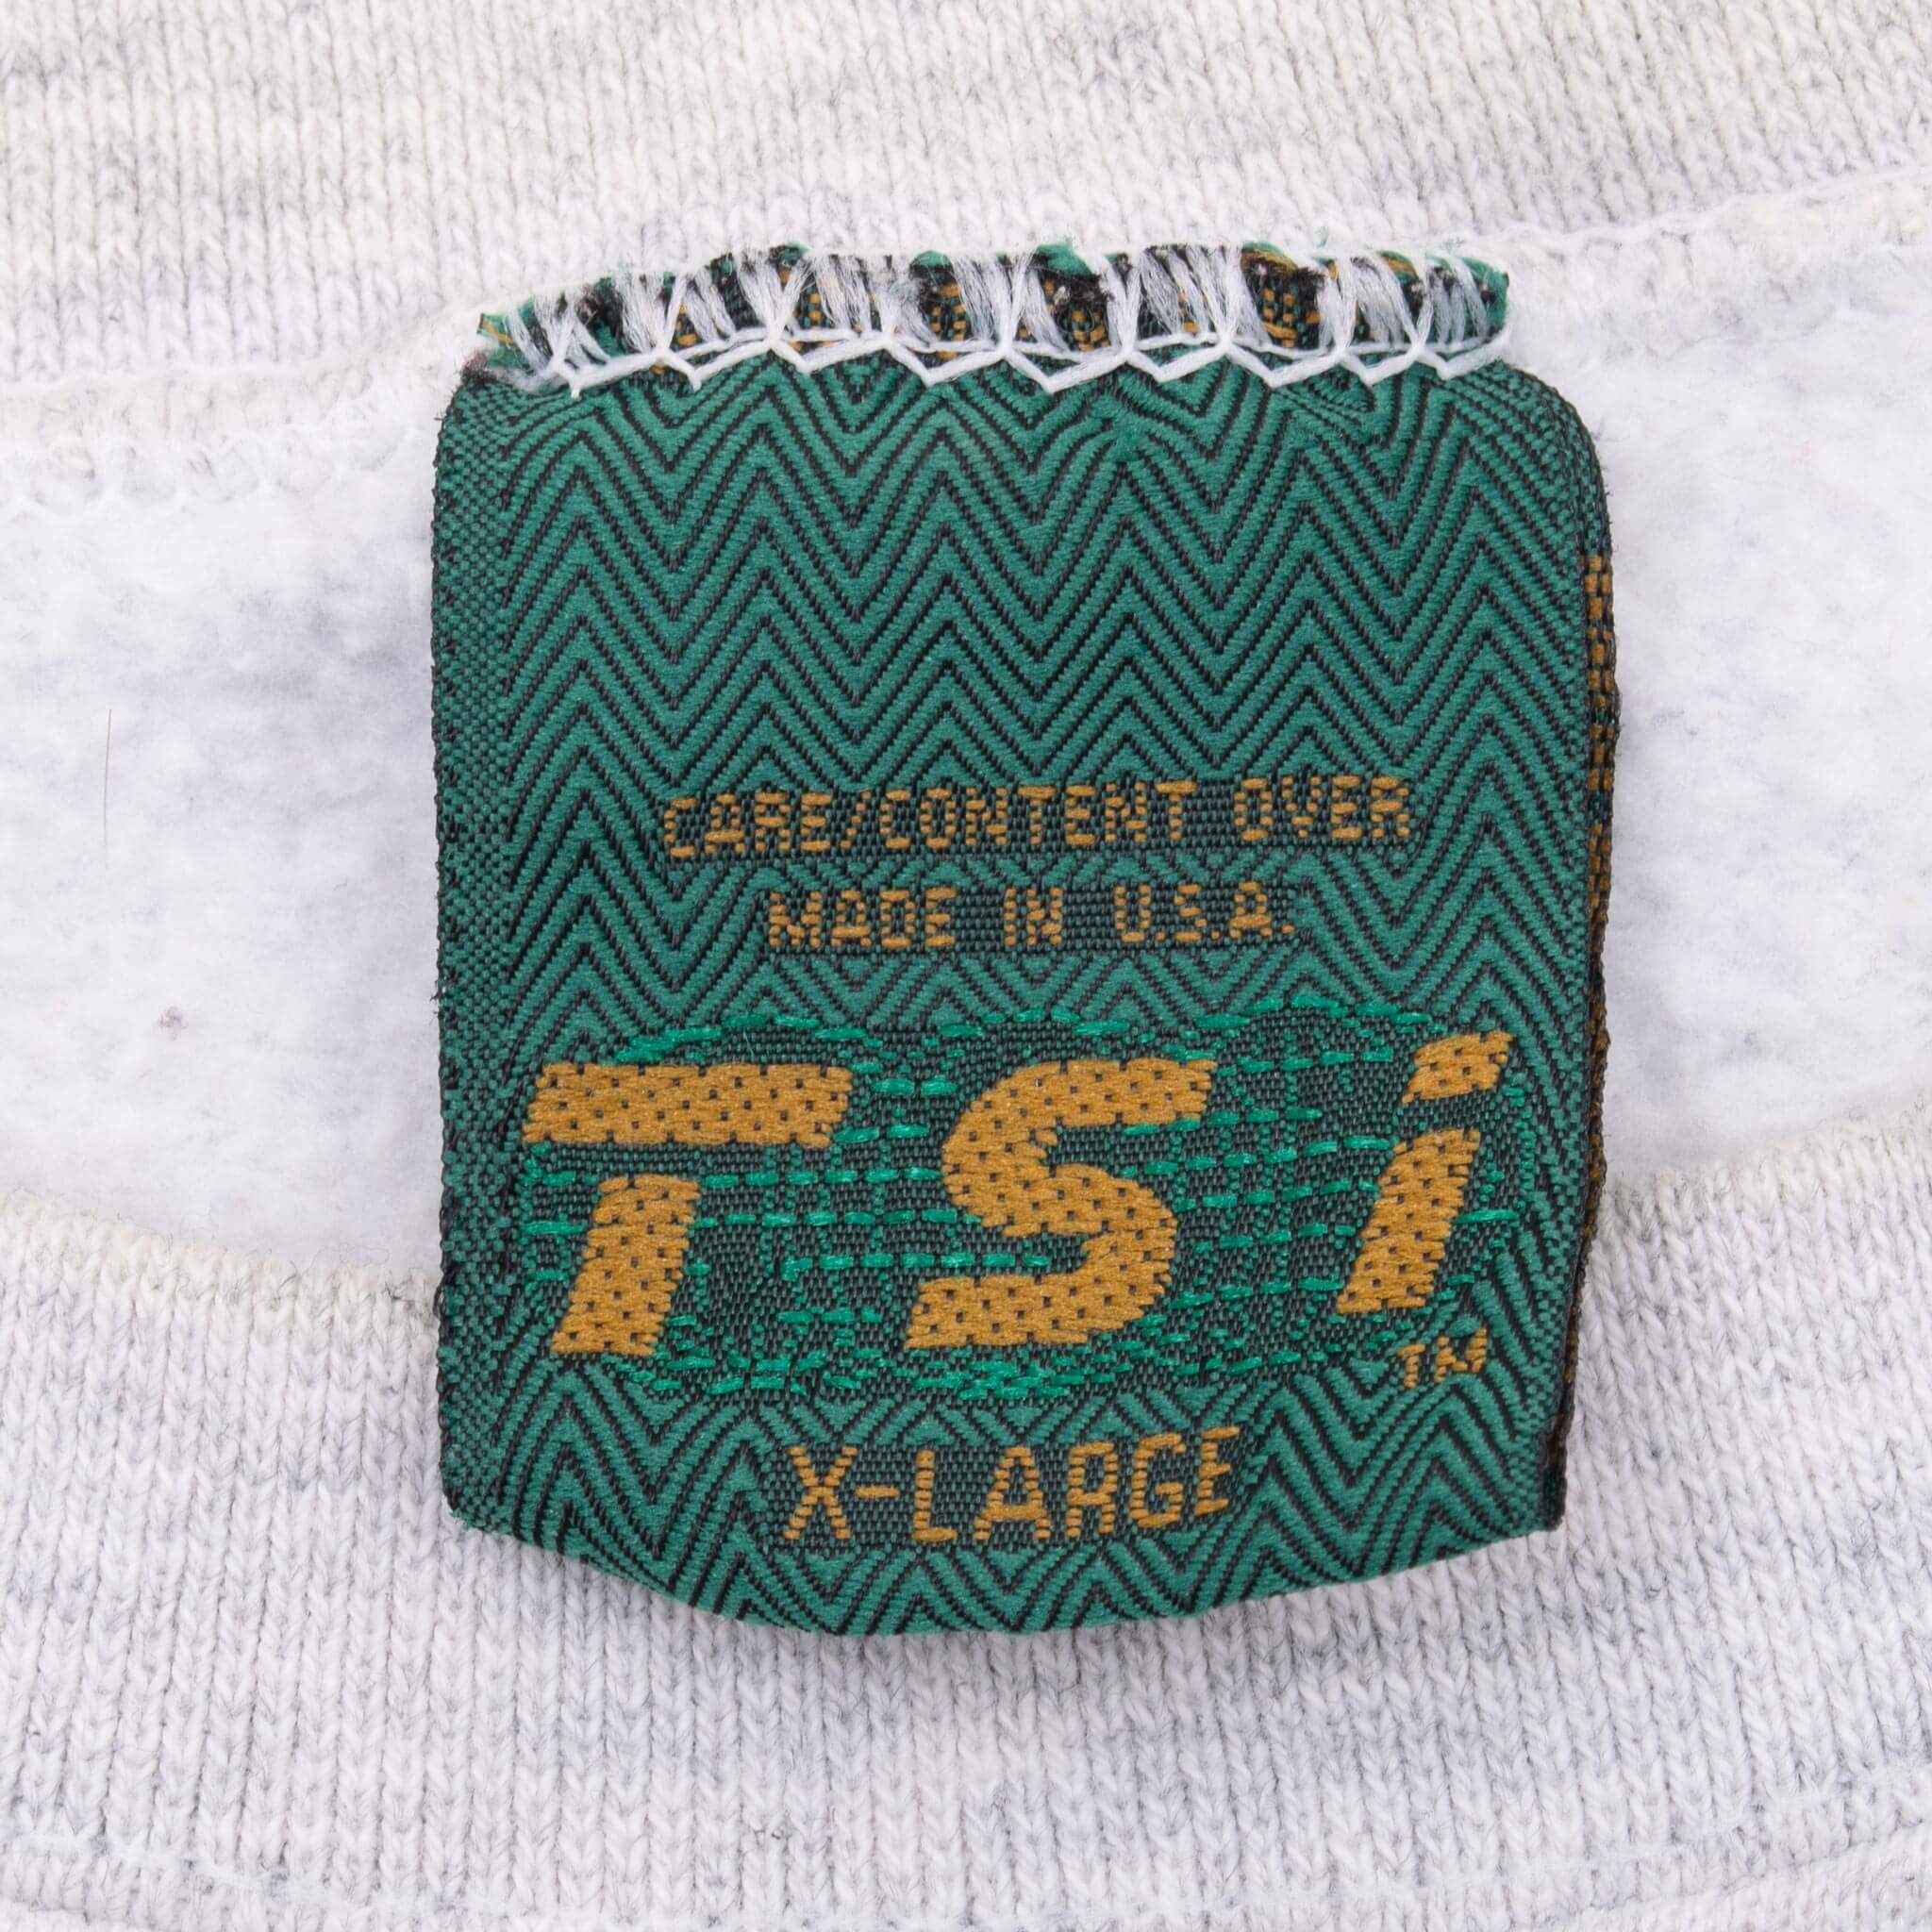 CARE/CONTENT OVER
MADE IN U.S.A.
TSi
TM
X-LARGE